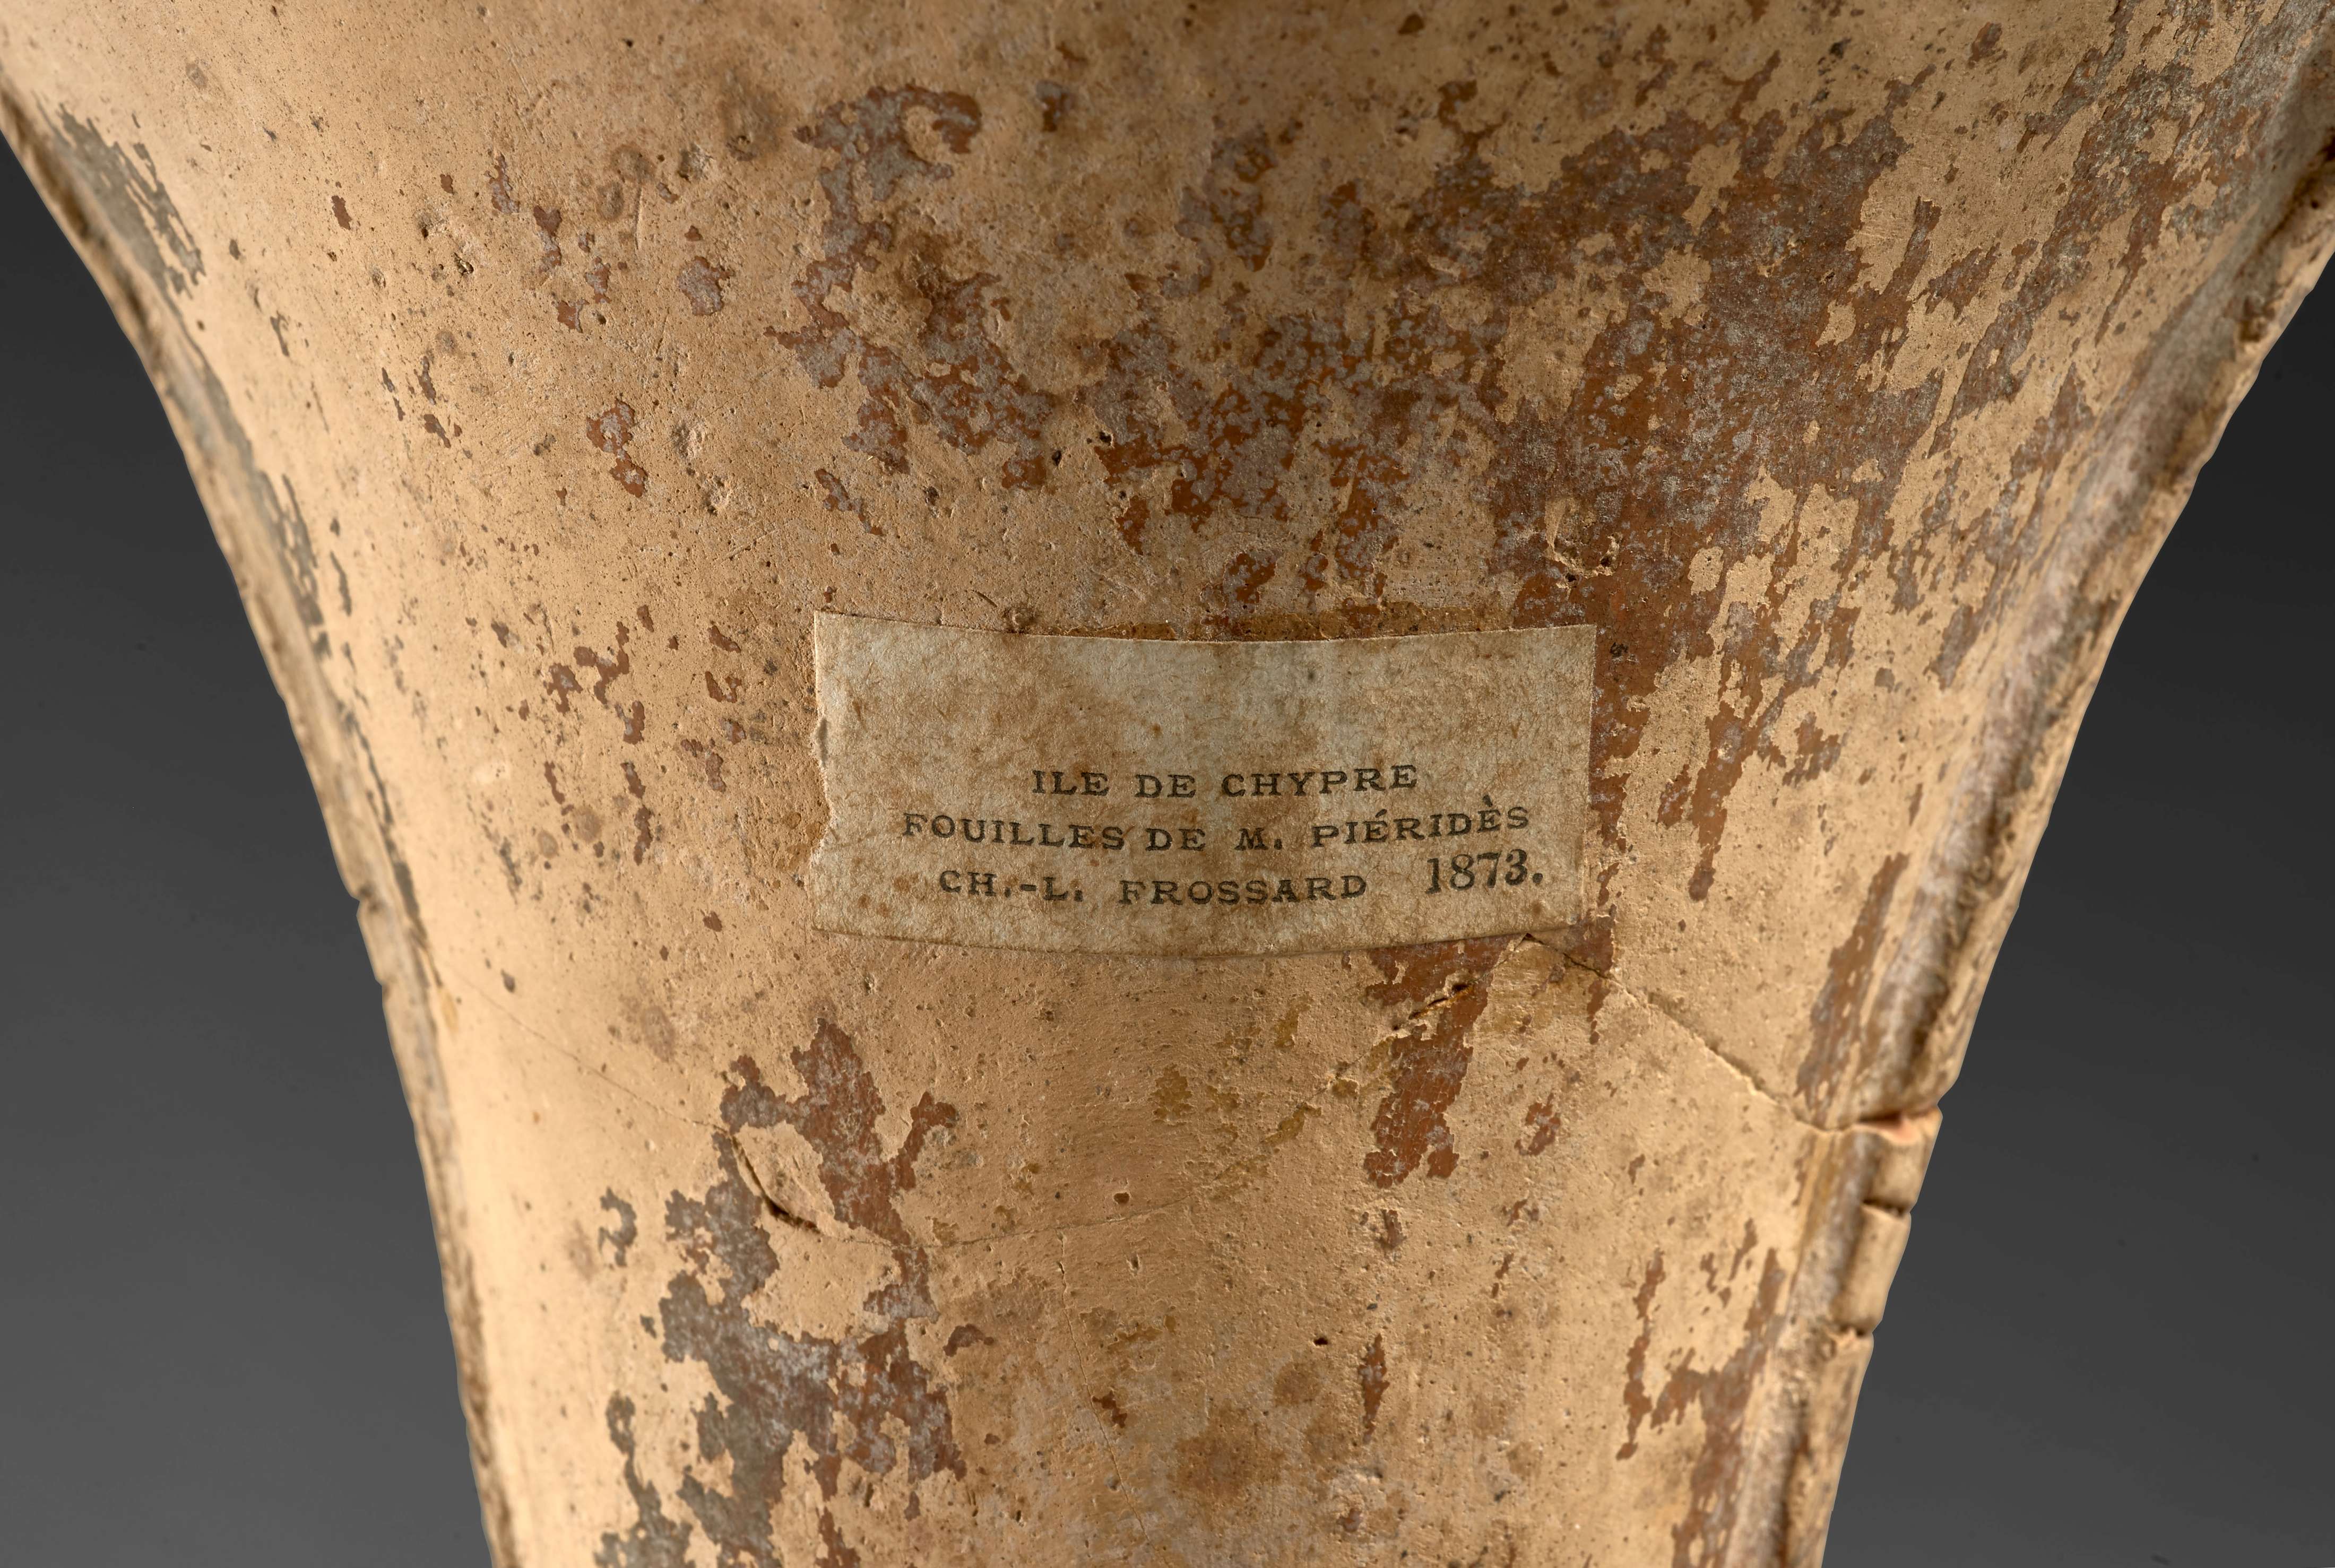 ILE DE CHYPRE
FOUILLES DE M. PIÉRIDÈS
CH.-L. FROSSARD 1873.